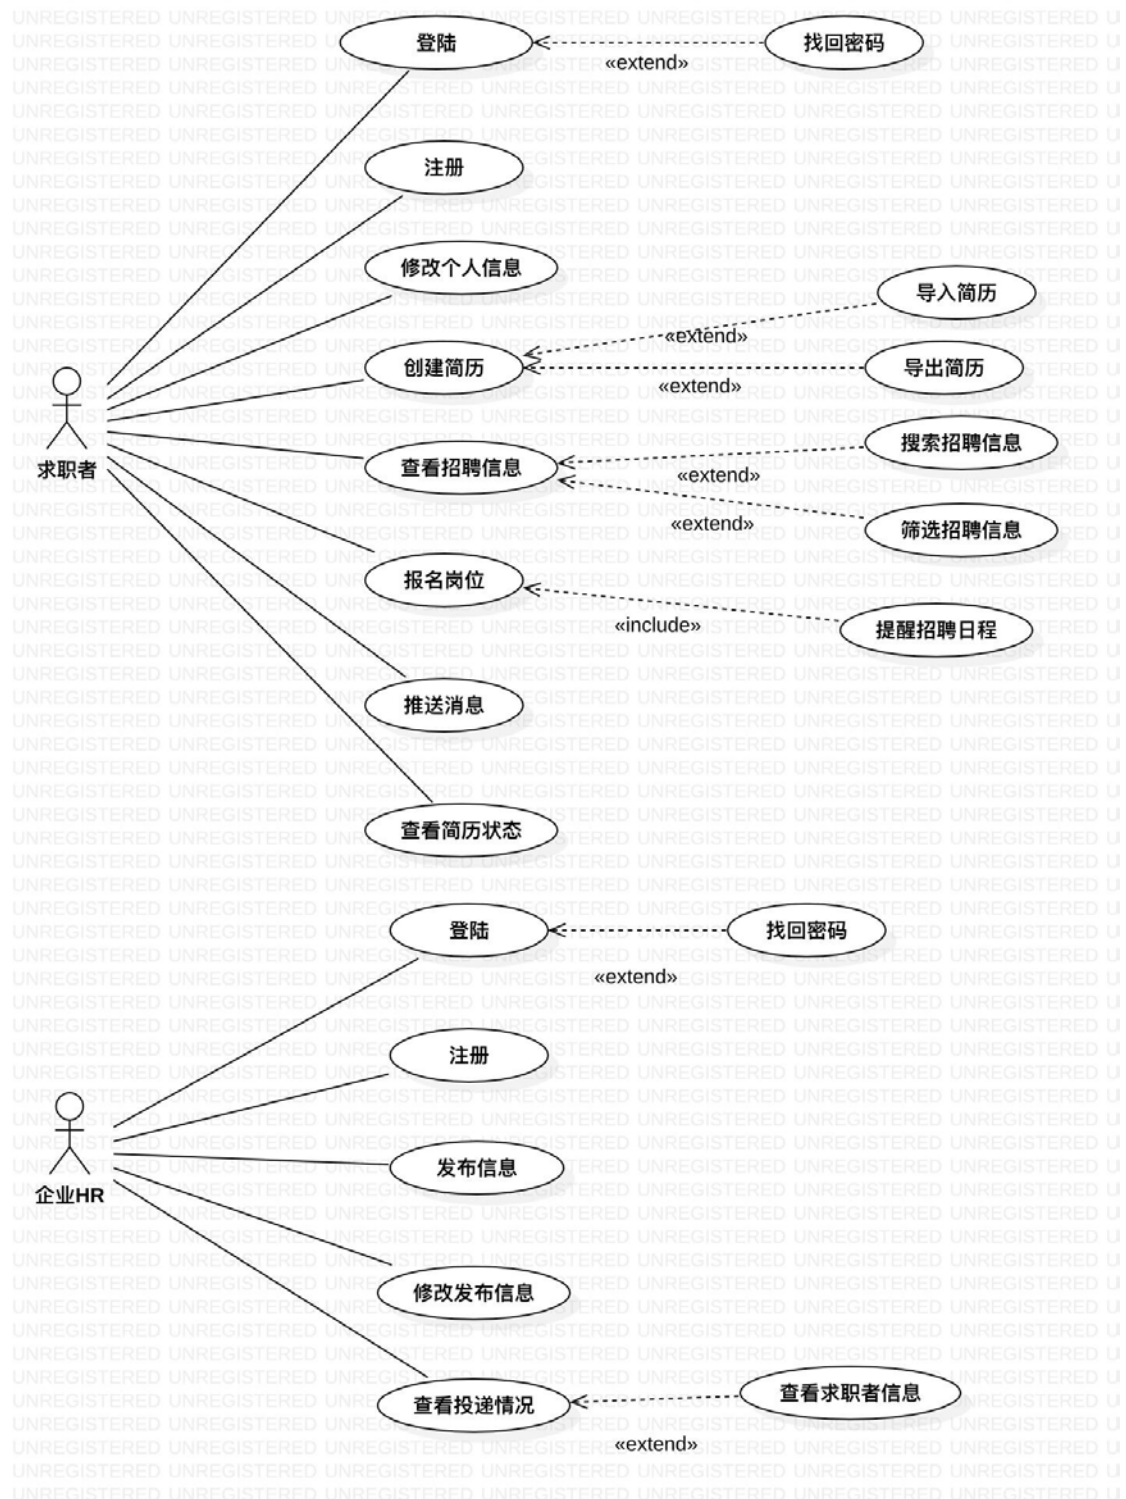 登陆
找回密码
«extend»
注册
修改个人信息
导入简历
«extend»
创建简历
导出简历
«extend»
搜索招聘信息
求职者
查看招聘信息
«extend»
«extend»
筛选招聘信息
报名岗位
«include»
提醒招聘日程
推送消息
查看简历状态
登陆
找回密码
«extend»
注册
发布信息
企业HR
修改发布信息
查看求职者信息
查看投递情况
«extend»